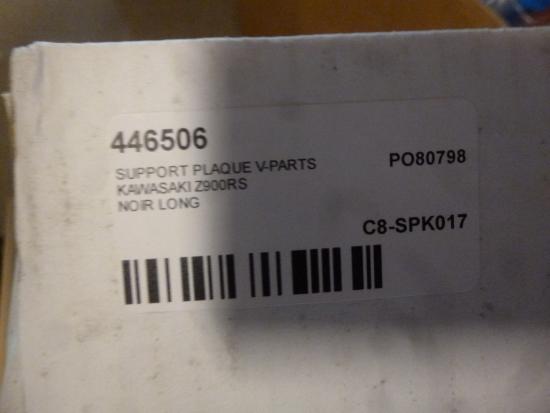 446506
SUPPORT PLAQUE V-PARTS
KAWASAKI Z900RS
NOIR LONG
PO80798
C8-SPK017